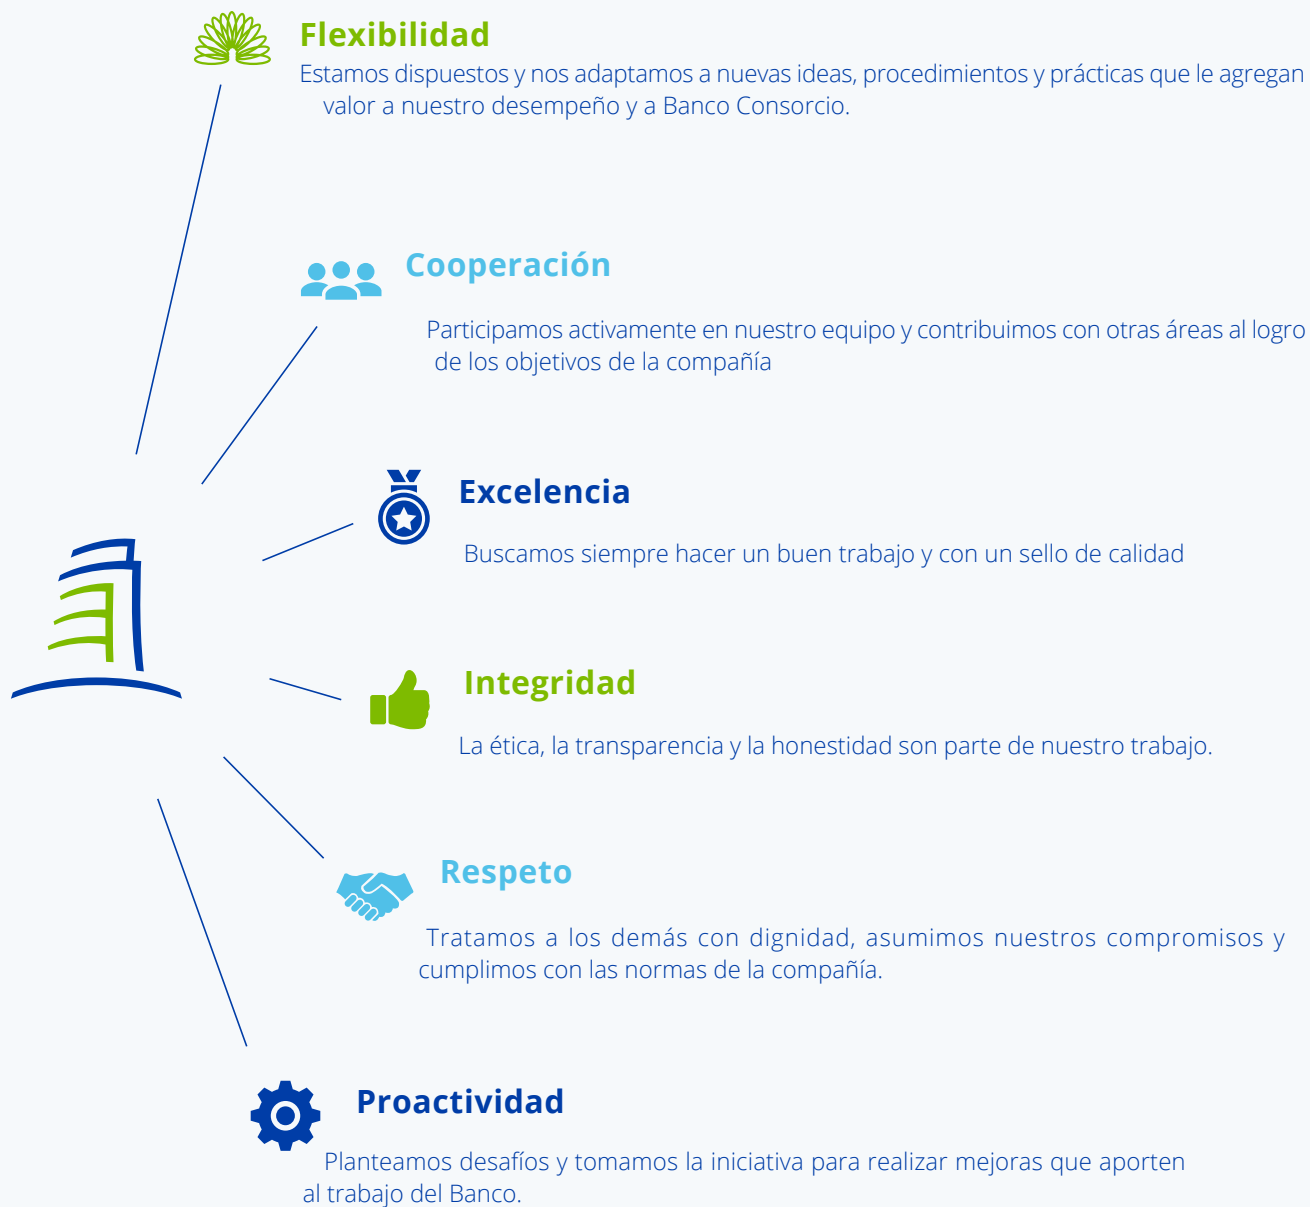 Flexibilidad
Estamos dispuestos y nos adaptamos a nuevas ideas, procedimientos y prácticas que le agregan
valor a nuestro desempeño y a Banco Consorcio.
Cooperación
Participamos activamente en nuestro equipo y contribuimos con otras áreas al logro
de los objetivos de la compañía
Excelencia
Buscamos siempre hacer un buen trabajo y con un sello de calidad
Integridad
La ética, la transparencia y la honestidad son parte de nuestro trabajo.
Respeto
Tratamos a los demás con dignidad, asumimos nuestros compromisos y
cumplimos con las normas de la compañía.
Proactividad
Planteamos desafíos y tomamos la iniciativa para realizar mejoras que aporten
al trabajo del Banco.